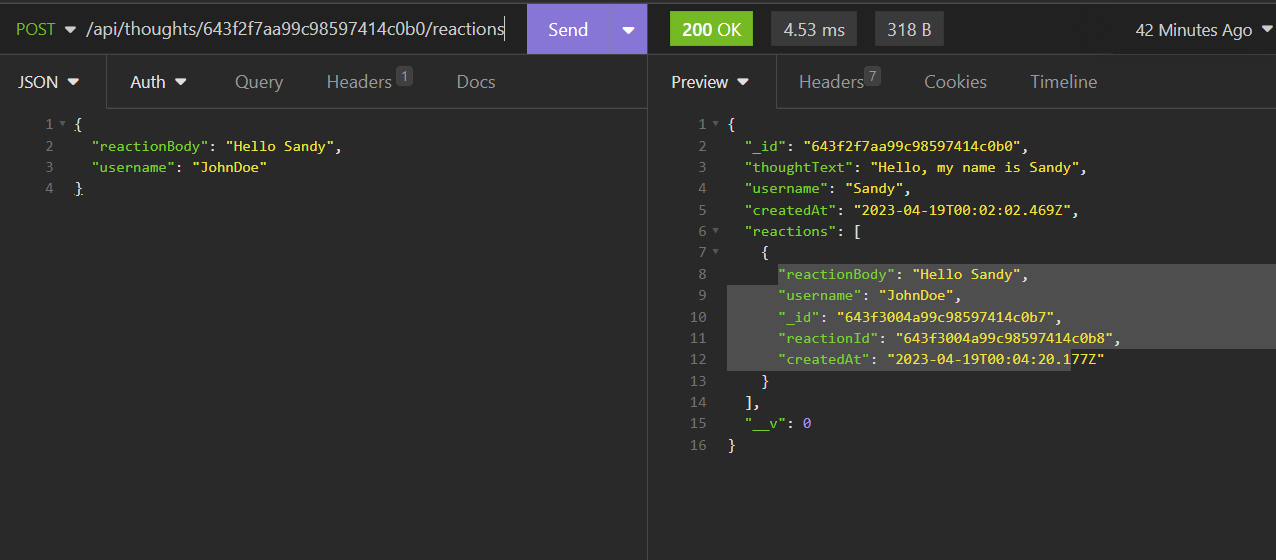 POST /api/thoughts/643f2f7aa99c98597414c0b0/reactions Send 200 OK 4.53 ms 318 B 42 Minutes Ago
JSON Auth Query Headers 1 Docs
1 {
2 "reactionBody": "Hello Sandy",
3 "username": "JohnDoe"
4 }
Preview Headers 7 Cookies Timeline
1 {
2 "_id": "643f2f7aa99c98597414c0b0",
3 "thoughtText": "Hello, my name is Sandy",
4 "username": "Sandy",
5 "createdAt": "2023-04-19T00:02:02.469Z",
6 "reactions": [
7 {
8 "reactionBody": "Hello Sandy",
9 "username": "JohnDoe",
10 "_id": "643f3004a99c98597414c0b7",
11 "reactionId": "643f3004a99c98597414c0b8",
12 "createdAt": "2023-04-19T00:04:20.177Z"
13 }
14 ],
15 "__v": 0
16 }